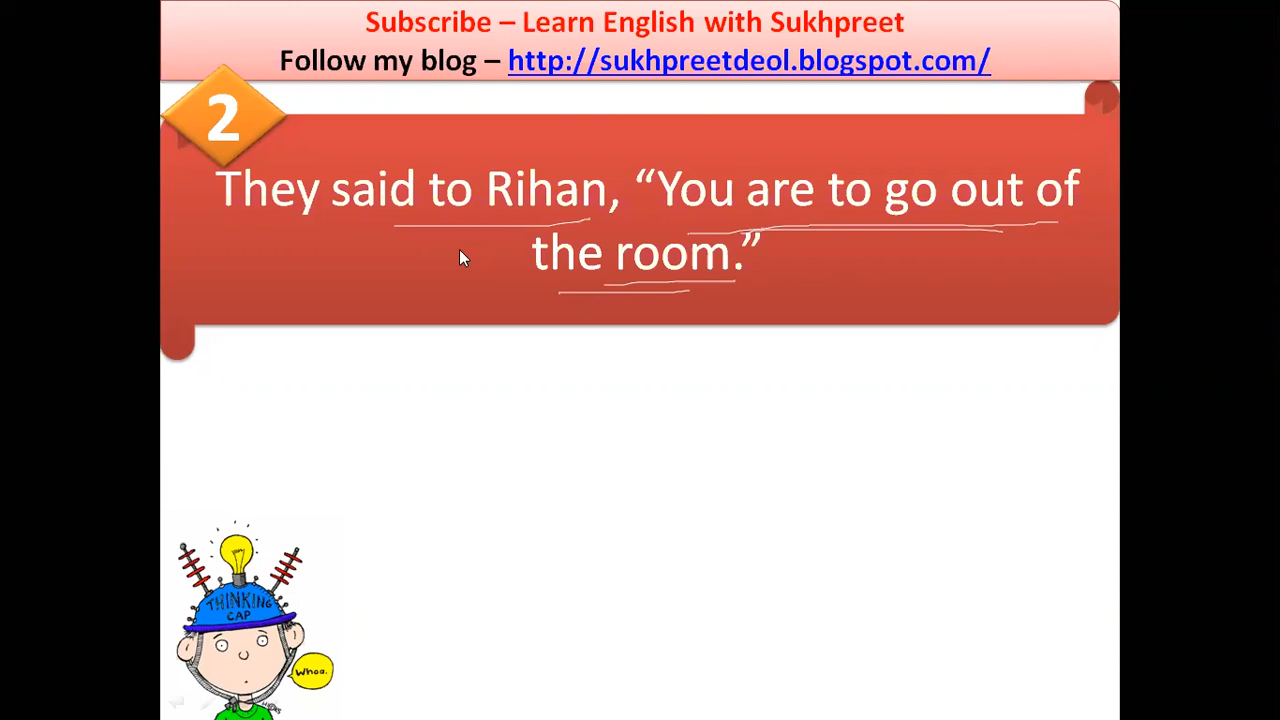 Subscribe – Learn English with Sukhpreet
Follow my blog – http://sukhpreetdeol.blogspot.com/
2
They said to Rihan, “You are to go out of
the room.”
THINKING
CAP
Whoa.